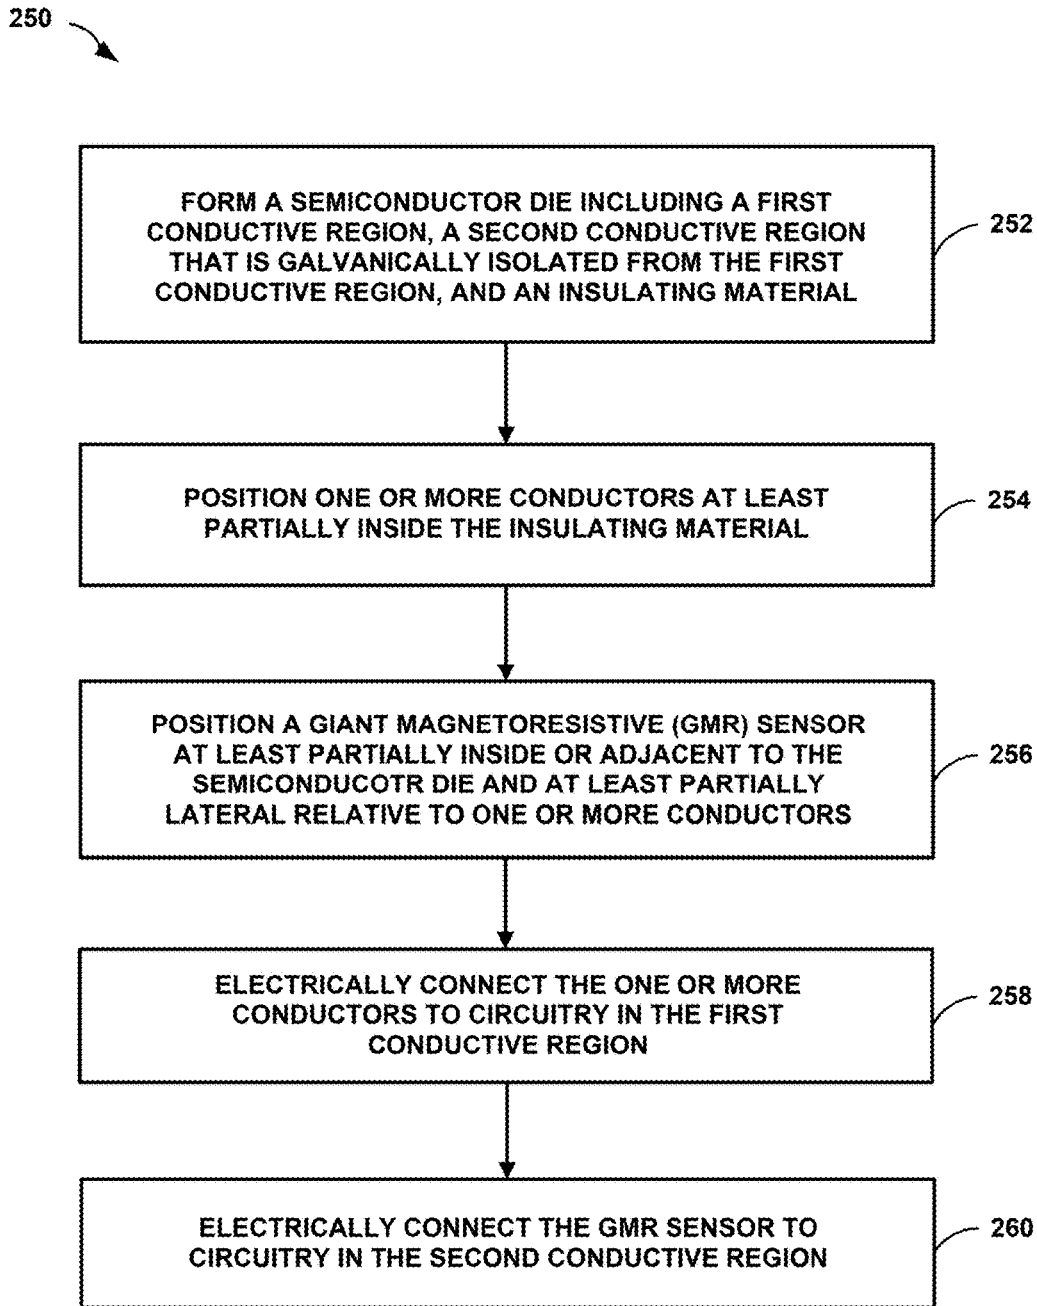 250
FORM A SEMICONDUCTOR DIE INCLUDING A FIRST
CONDUCTIVE REGION, A SECOND CONDUCTIVE REGION
THAT IS GALVANICALLY ISOLATED FROM THE FIRST
CONDUCTIVE REGION, AND AN INSULATING MATERIAL
252
POSITION ONE OR MORE CONDUCTORS AT LEAST
PARTIALLY INSIDE THE INSULATING MATERIAL
254
POSITION A GIANT MAGNETORESISTIVE (GMR) SENSOR
AT LEAST PARTIALLY INSIDE OR ADJACENT TO THE
SEMICONDUCOTR DIE AND AT LEAST PARTIALLY
LATERAL RELATIVE TO ONE OR MORE CONDUCTORS
256
ELECTRICALLY CONNECT THE ONE OR MORE
CONDUCTORS TO CIRCUITRY IN THE FIRST
CONDUCTIVE REGION
258
ELECTRICALLY CONNECT THE GMR SENSOR TO
CIRCUITRY IN THE SECOND CONDUCTIVE REGION
260